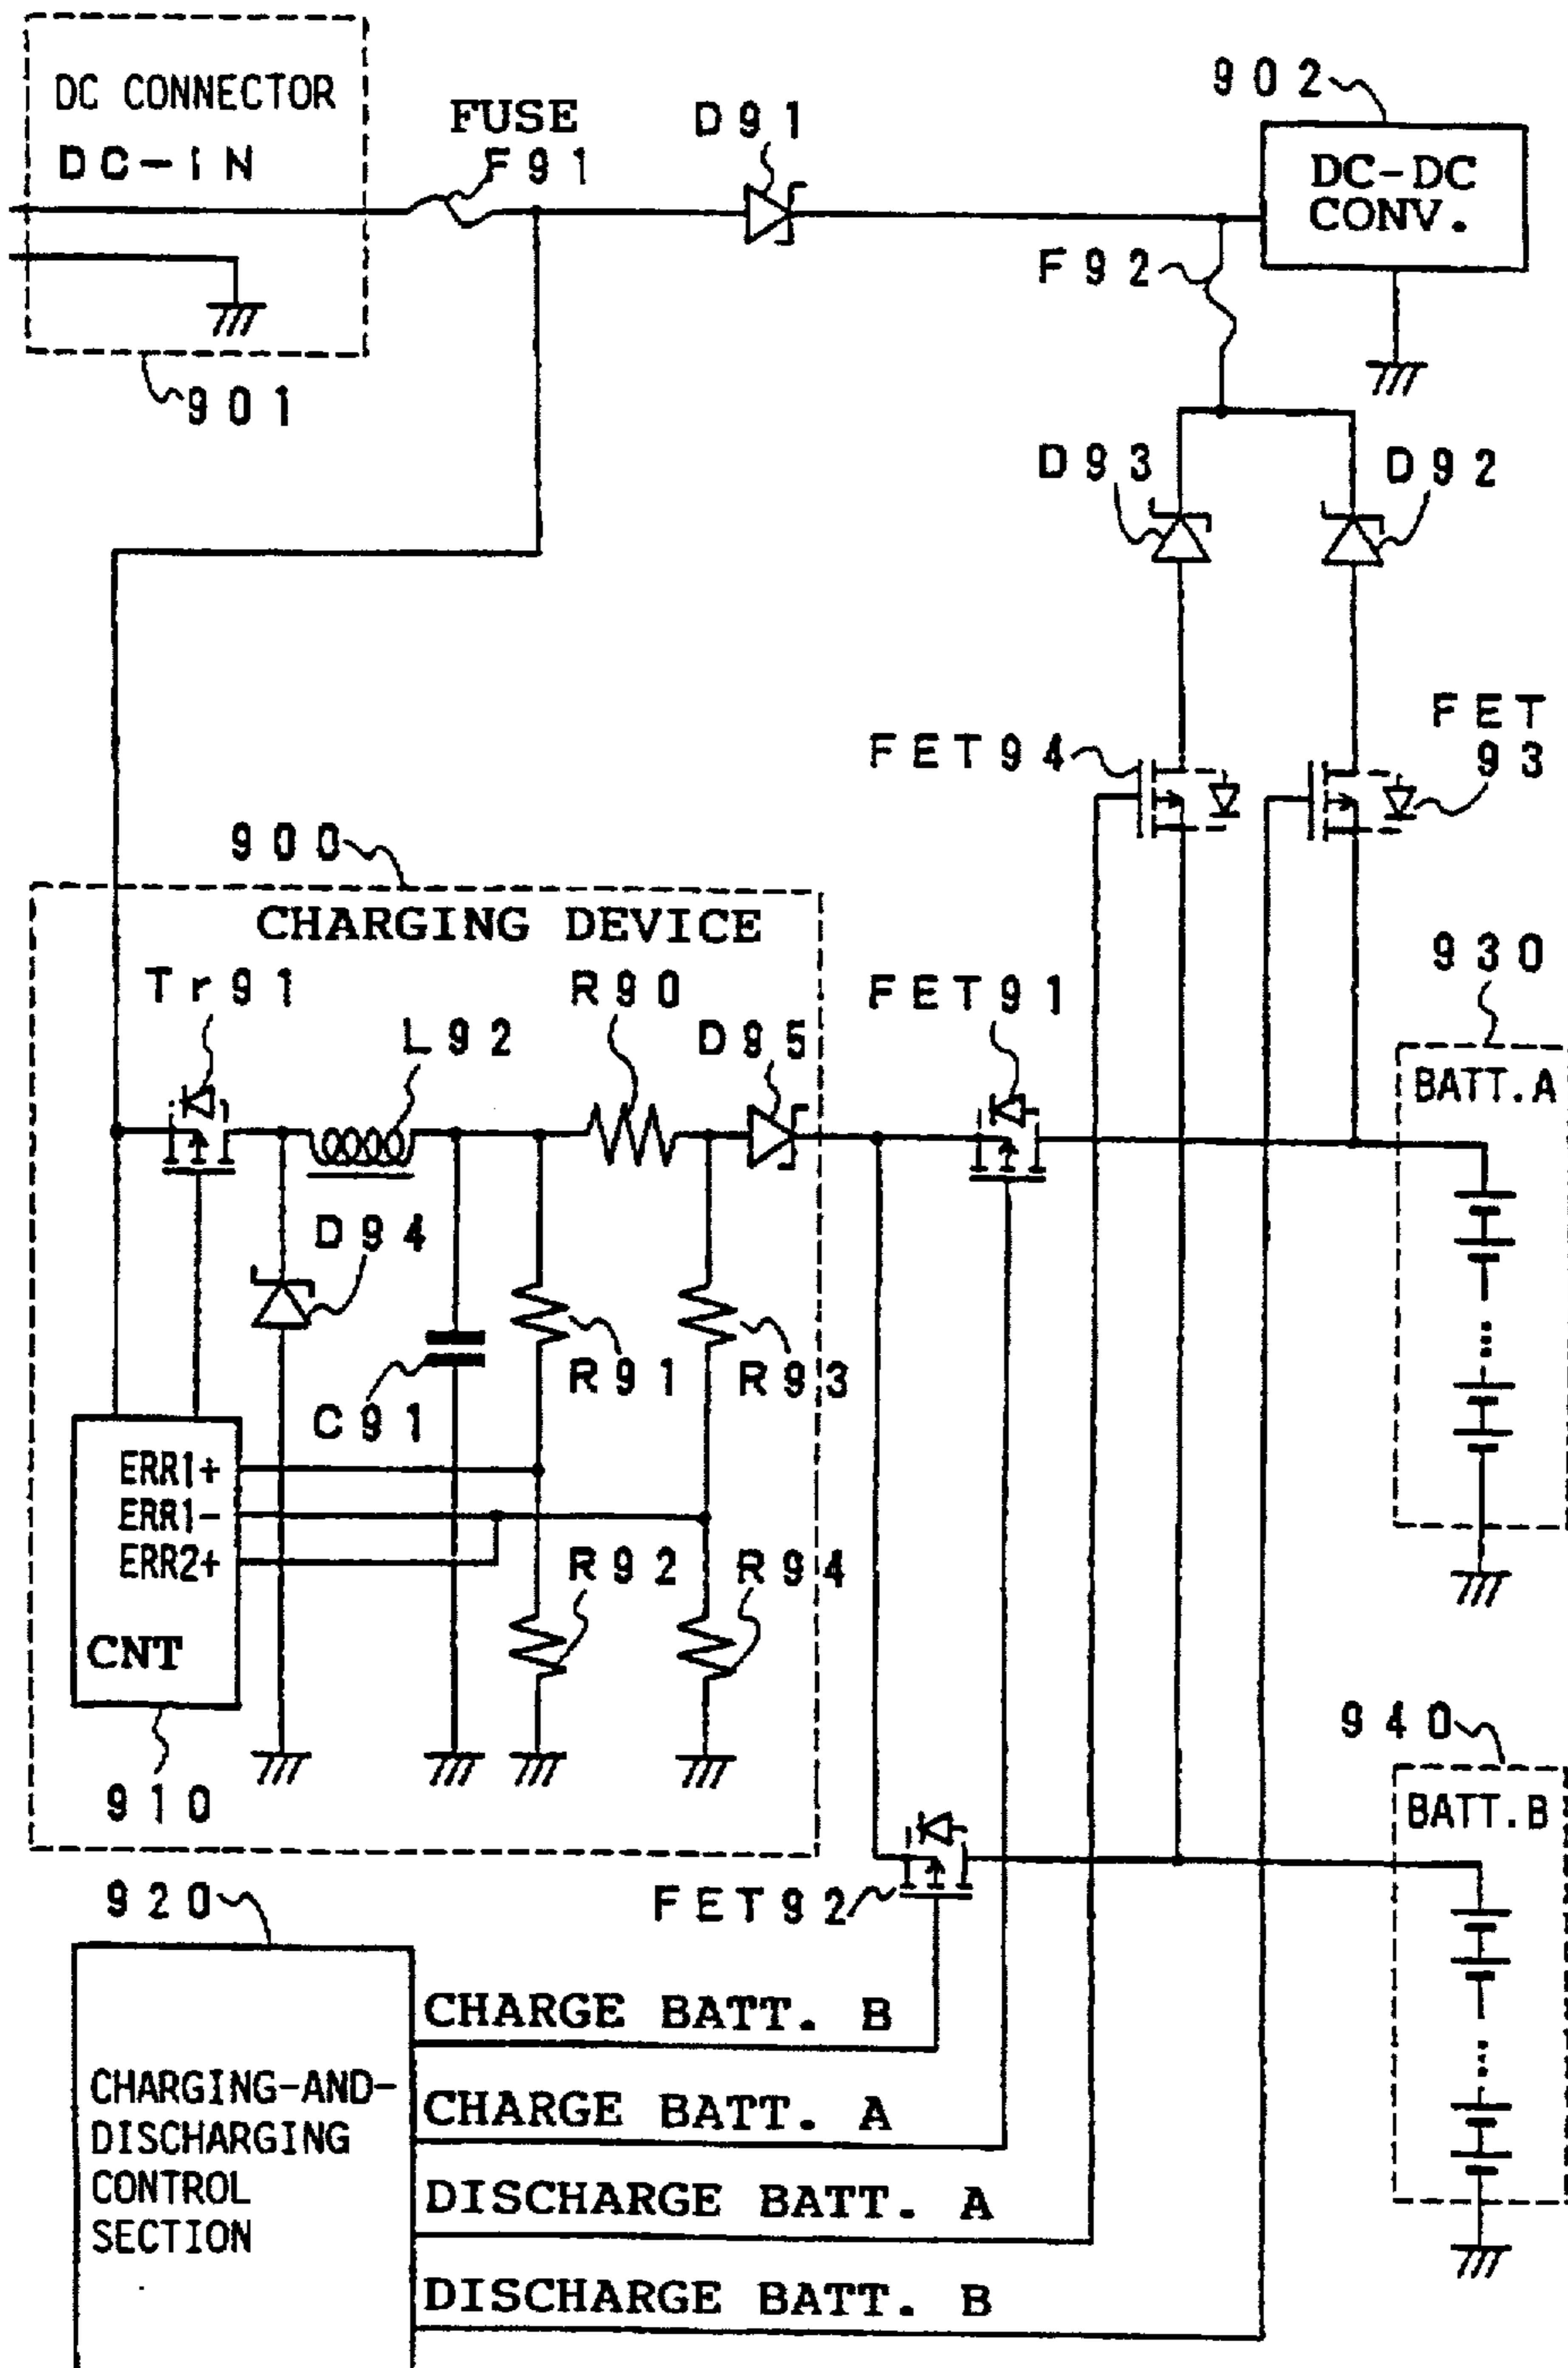 DC CONNECTOR
DC-IN
901
FUSE
F91
D91
902
DC-DC
CONV.
F92
D93
D92
FET94
FET
93
900
CHARGING DEVICE
Tr91
L92
R90
D95
FET91
930
BATT.A
D94
C91
R91
R93
ERR1+
ERR1-
ERR2+
CNT
R92
R94
910
940
BATT.B
FET92
920
CHARGING-AND-
DISCHARGING
CONTROL
SECTION
CHARGE BATT. B
CHARGE BATT. A
DISCHARGE BATT. A
DISCHARGE BATT. B